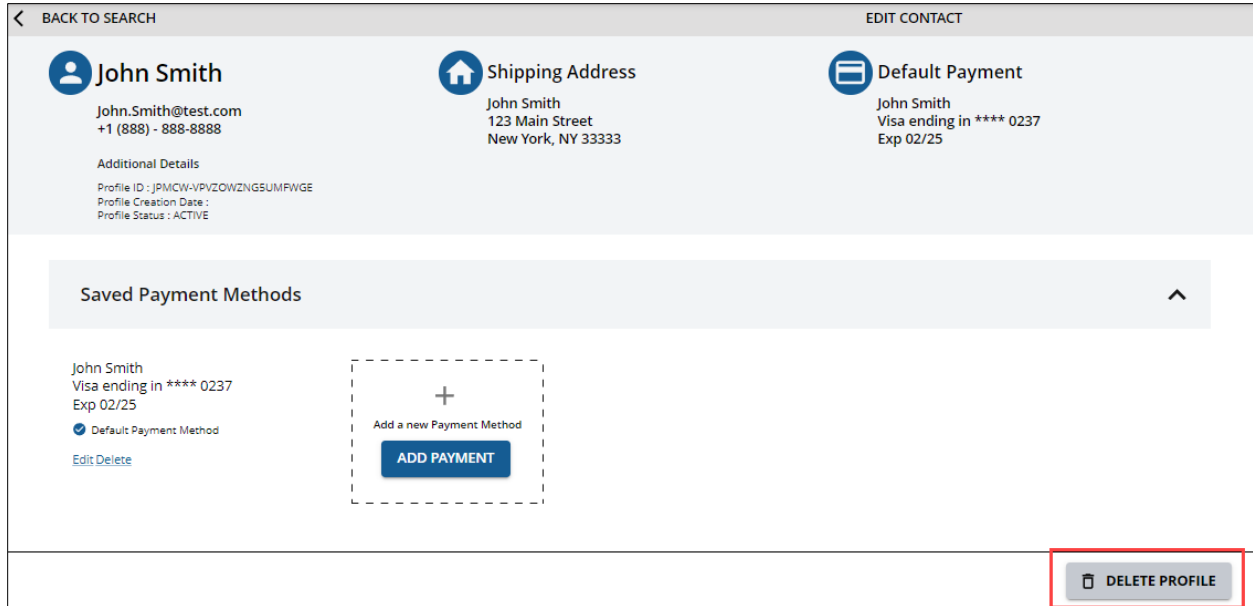 BACK TO SEARCH
EDIT CONTACT
John Smith
John.Smith@test.com
+1 (888) - 888-8888
Additional Details
Profile ID : JPMCW-VPVZOWZNG5UMFWGE
Profile Creation Date :
Profile Status : ACTIVE
Shipping Address
John Smith
123 Main Street
New York, NY 33333
Default Payment
John Smith
Visa ending in **** 0237
Exp 02/25
Saved Payment Methods
John Smith
Visa ending in **** 0237
Exp 02/25
Default Payment Method
Edit Delete
Add a new Payment Method
ADD PAYMENT
DELETE PROFILE